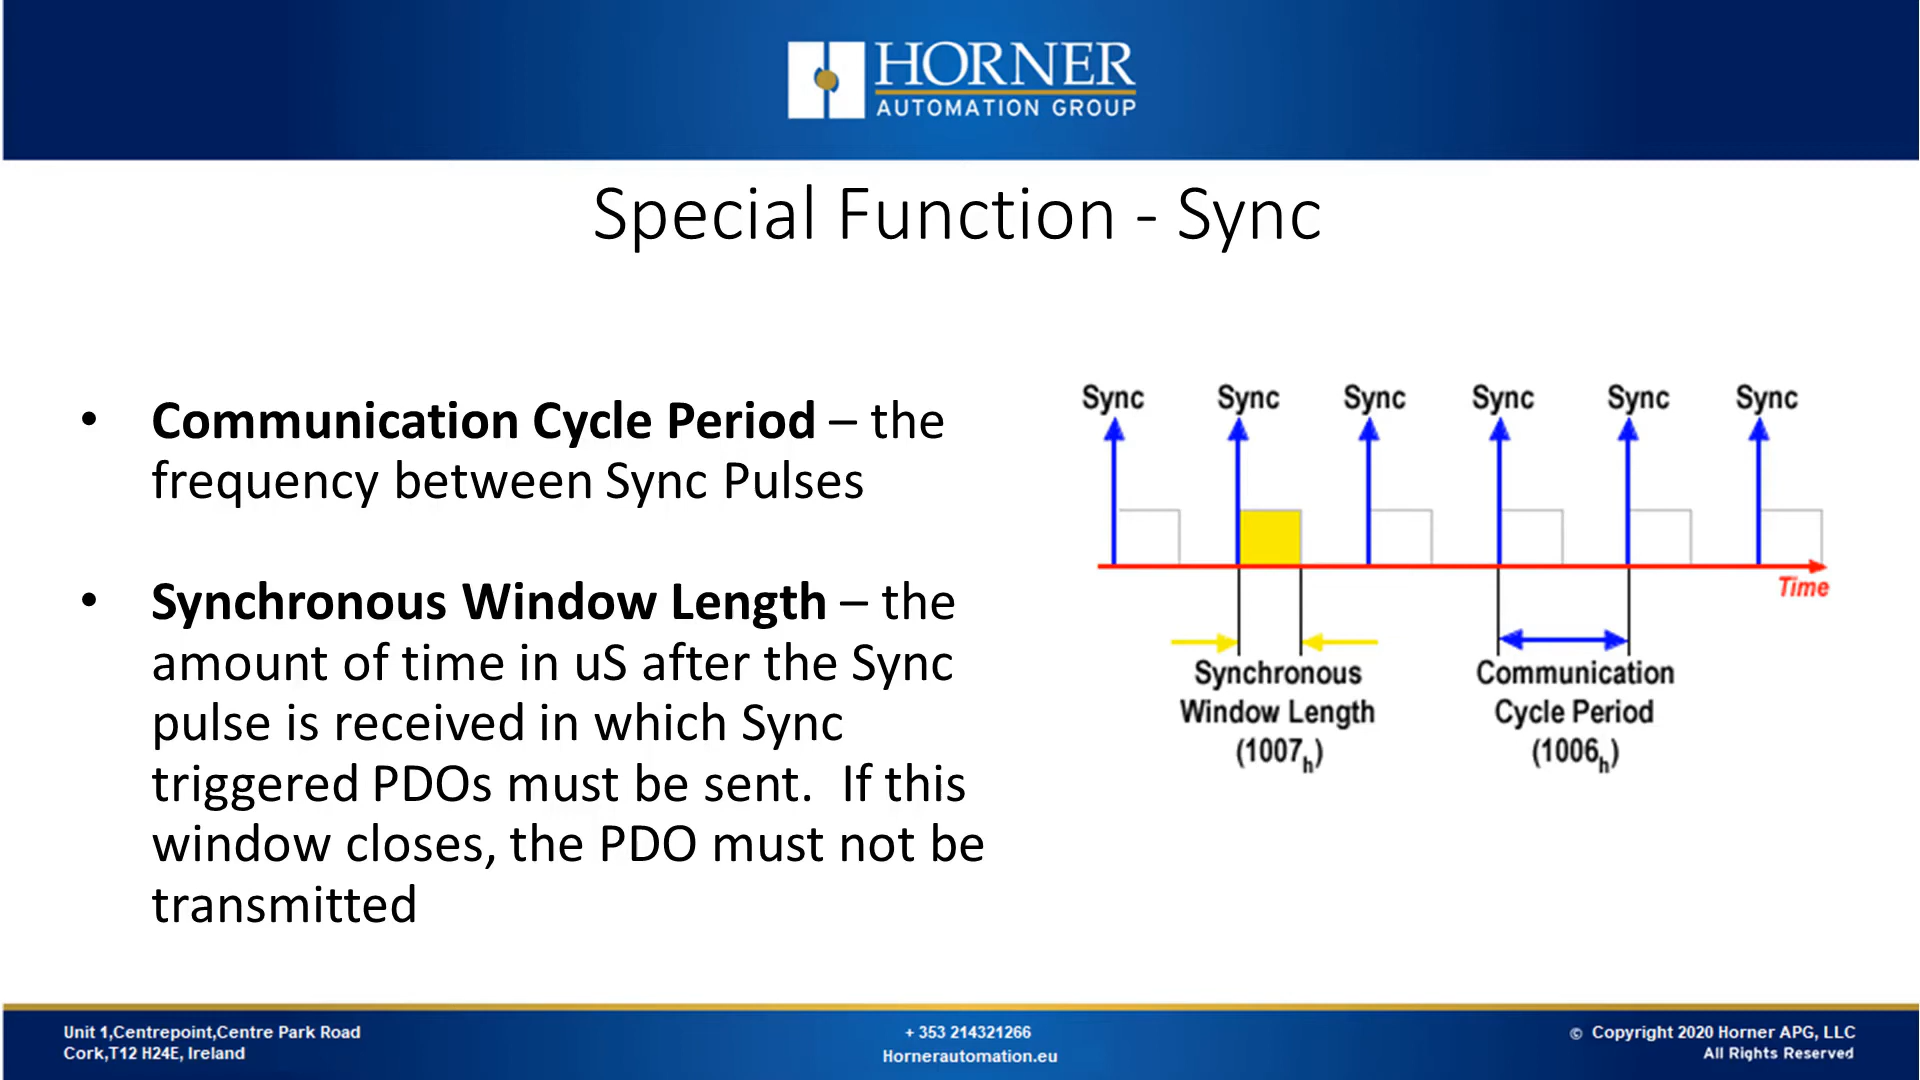 HORNER
AUTOMATION GROUP
Special Function - Sync
• Communication Cycle Period – the
frequency between Sync Pulses
• Synchronous Window Length – the
amount of time in uS after the Sync
pulse is received in which Sync
triggered PDOs must be sent.  If this
window closes, the PDO must not be
transmitted
Sync Sync Sync Sync Sync Sync
Time
Synchronous
Window Length
(1007h)
Communication
Cycle Period
(1006h)
Unit 1,Centrepoint,Centre Park Road
Cork,T12 H24E, Ireland
+ 353 214321266
Hornerautomation.eu
© Copyright 2020 Horner APG, LLC
All Rights Reserved